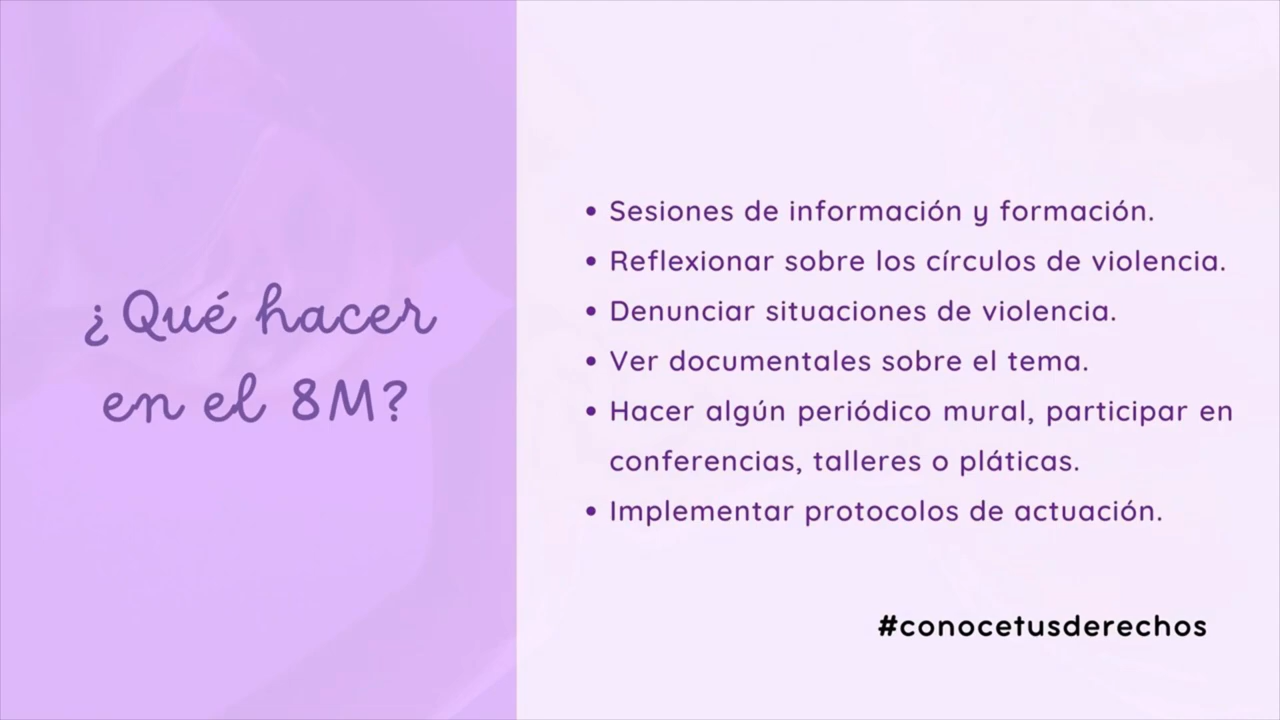 ¿Qué hacer
en el 8M?
• Sesiones de información y formación.
• Reflexionar sobre los círculos de violencia.
• Denunciar situaciones de violencia.
• Ver documentales sobre el tema.
• Hacer algún periódico mural, participar en
conferencias, talleres o pláticas.
• Implementar protocolos de actuación.
#conocetusderechos